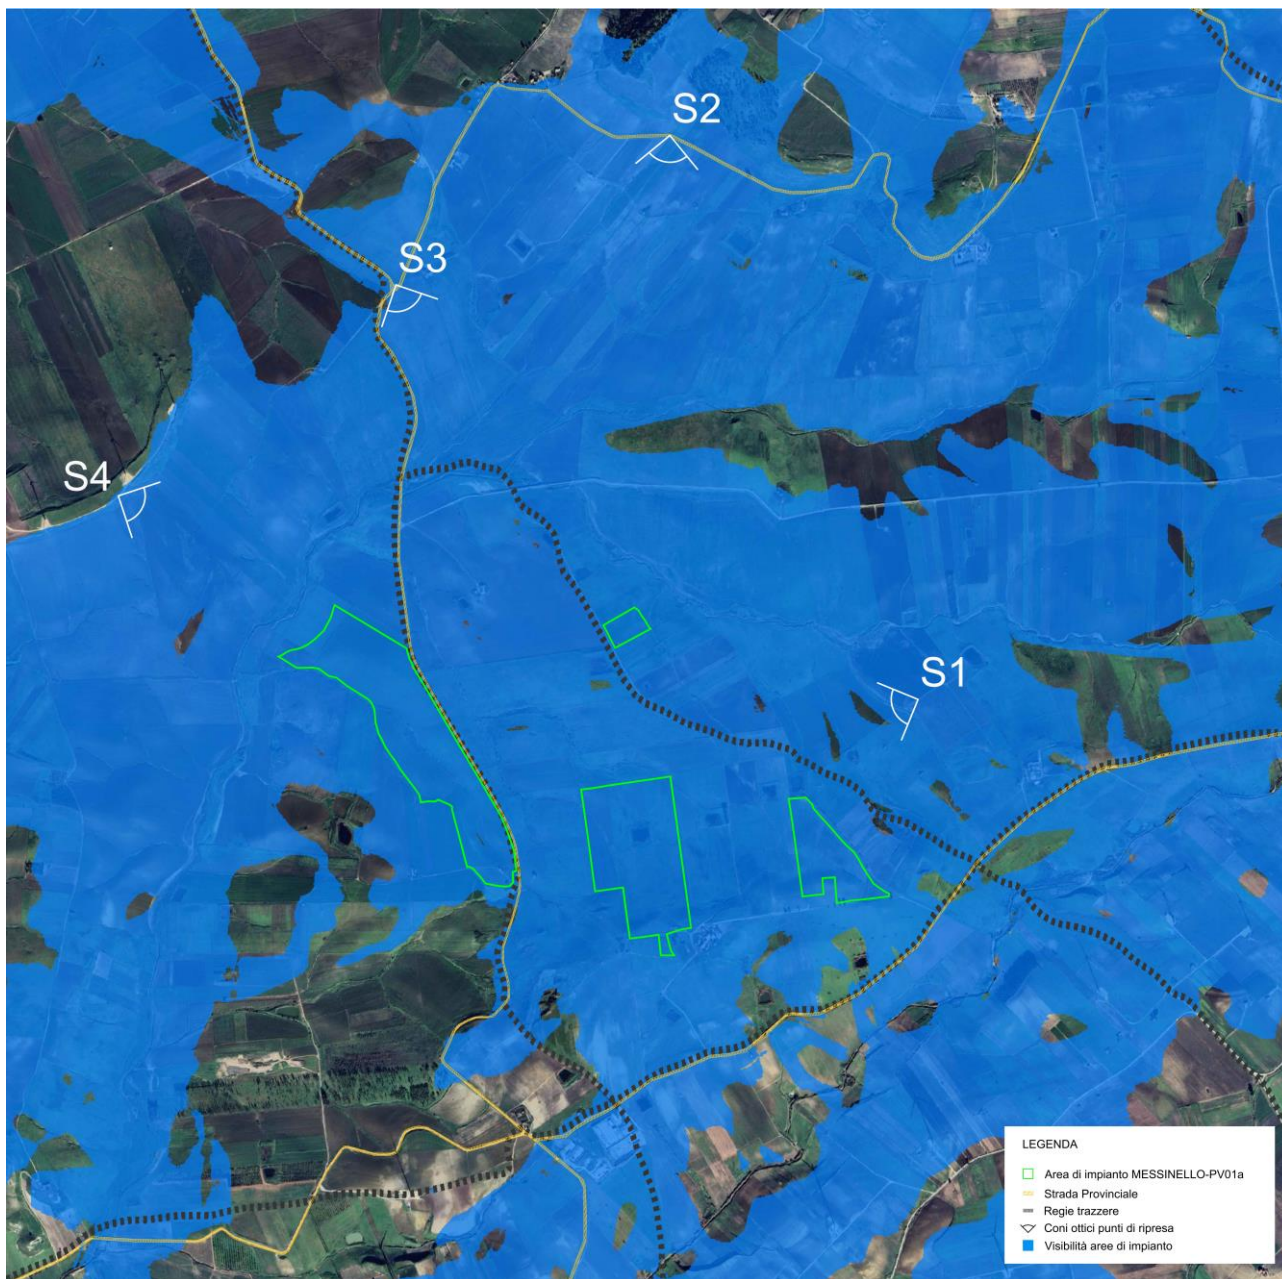 S2
S3
S4
S1
LEGENDA
Area di impianto MESSINELLO-PV01a
Strada Provinciale
Regie trazzere
Coni ottici punti di ripresa
Visibilità aree di impianto